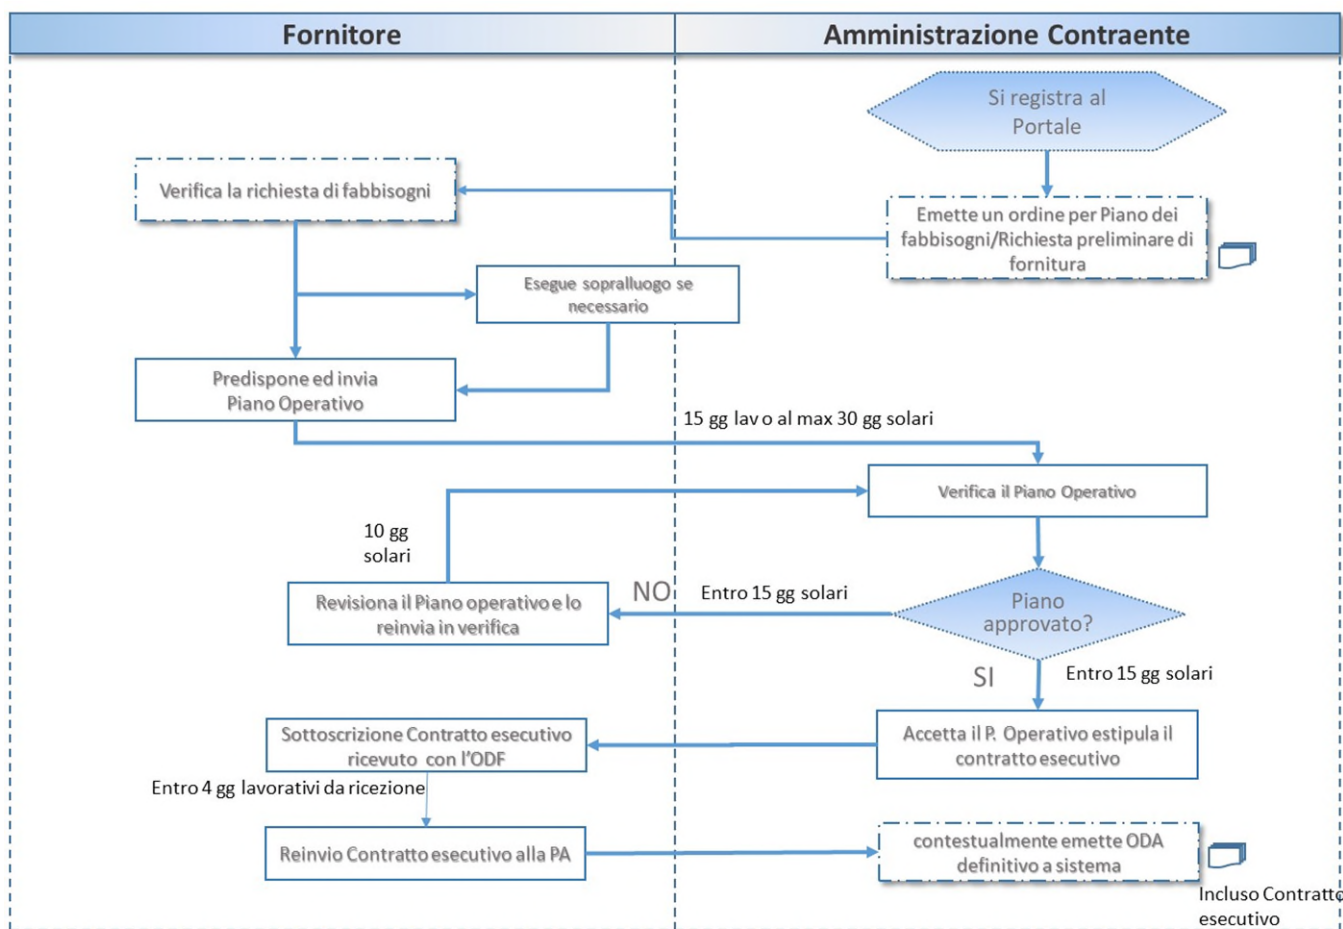 Fornitore
Amministrazione Contraente
Si registra al
Portale
Verifica la richiesta di fabbisogni
Emette un ordine per Piano dei
fabbisogni/Richiesta preliminare di
fornitura
Esegue sopralluogo se
necessario
Predispone ed invia
Piano Operativo
15 gg lav o al max 30 gg solari
Verifica il Piano Operativo
10 gg
solari
Revisiona il Piano operativo e lo
reinvia in verifica
NO
Entro 15 gg solari
Piano
approvato?
SI
Entro 15 gg solari
Sottoscrizione Contratto esecutivo
ricevuto con l'ODF
Accetta il P. Operativo estipula il
contratto esecutivo
Entro 4 gg lavorativi da ricezione
Reinvio Contratto esecutivo alla PA
contestualmente emette ODA
definitivo a sistema
Incluso Contratto
esecutivo